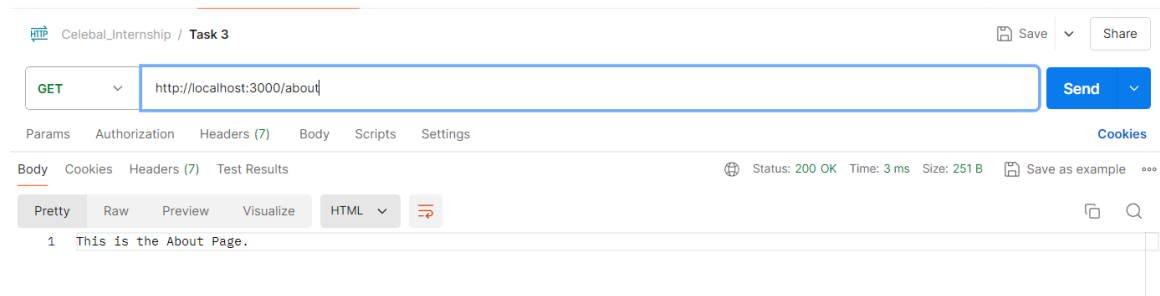 HTTP Celebal_Internship / Task 3 Save Share
GET http://localhost:3000/about Send
Params Authorization Headers (7) Body Scripts Settings Cookies
Body Cookies Headers (7) Test Results Status: 200 OK Time: 3 ms Size: 251 B Save as example
Pretty Raw Preview Visualize HTML
1 This is the About Page.